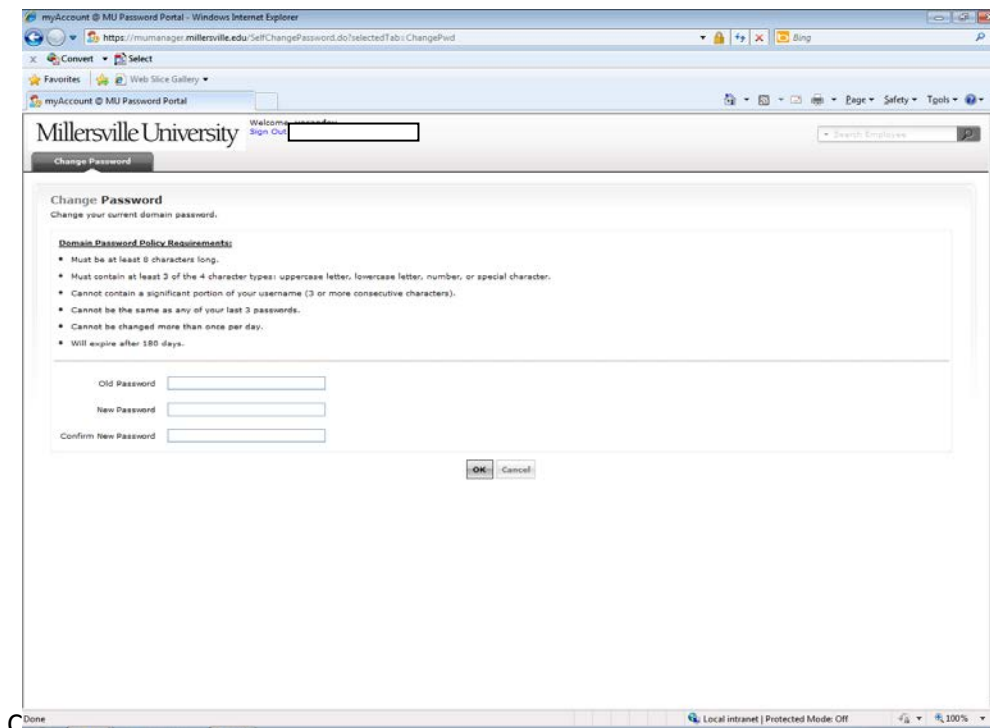 myAccount @ MU Password Portal - Windows Internet Explorer
https://mumanager.millersville.edu/SelfChangePassword.do?selectedTab=ChangePwd
Bing
x Convert Select
Favorites Web Slice Gallery
myAccount @ MU Password Portal
Page Safety Tools
Millersville University
Welcome
Sign Out
Search Employee
Change Password
Change Password
Change your current domain password.
Domain Password Policy Requirements:
• Must be at least 8 characters long.
• Must contain at least 3 of the 4 character types: uppercase letter, lowercase letter, number, or special character.
• Cannot contain a significant portion of your username (3 or more consecutive characters).
• Cannot be the same as any of your last 3 passwords.
• Cannot be changed more than once per day.
• Will expire after 180 days.
Old Password
New Password
Confirm New Password
OK Cancel
C
Done
Local intranet | Protected Mode: Off
100%